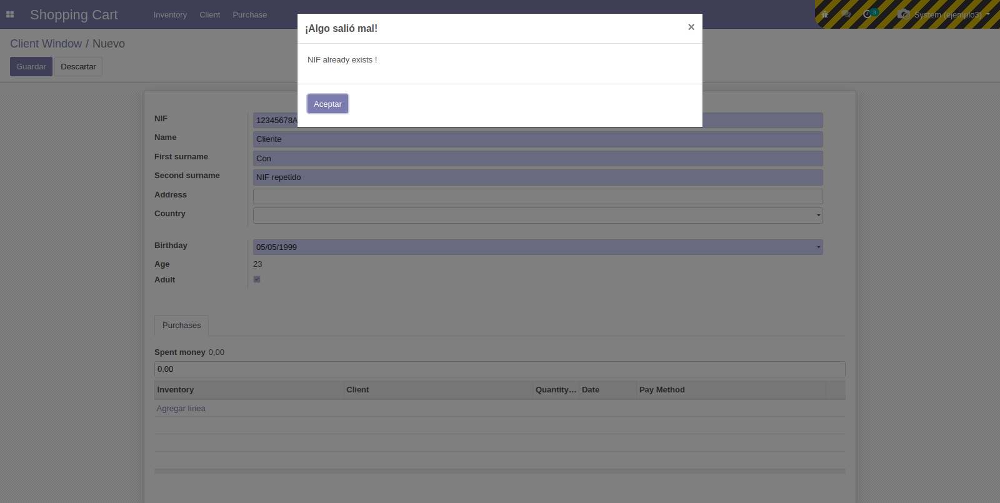 Shopping Cart Inventory Client Purchase 3 System (ejemplo3)
¡Algo salió mal! ×
Client Window / Nuevo
Guardar Descartar
NIF already exists !
Aceptar
NIF 12345678A
Name Cliente
First surname Con
Second surname NIF repetido
Address
Country
Birthday 05/05/1999
Age 23
Adult
Purchases
Spent money 0,00
0,00
Inventory Client Quantity… Date Pay Method
Agregar línea